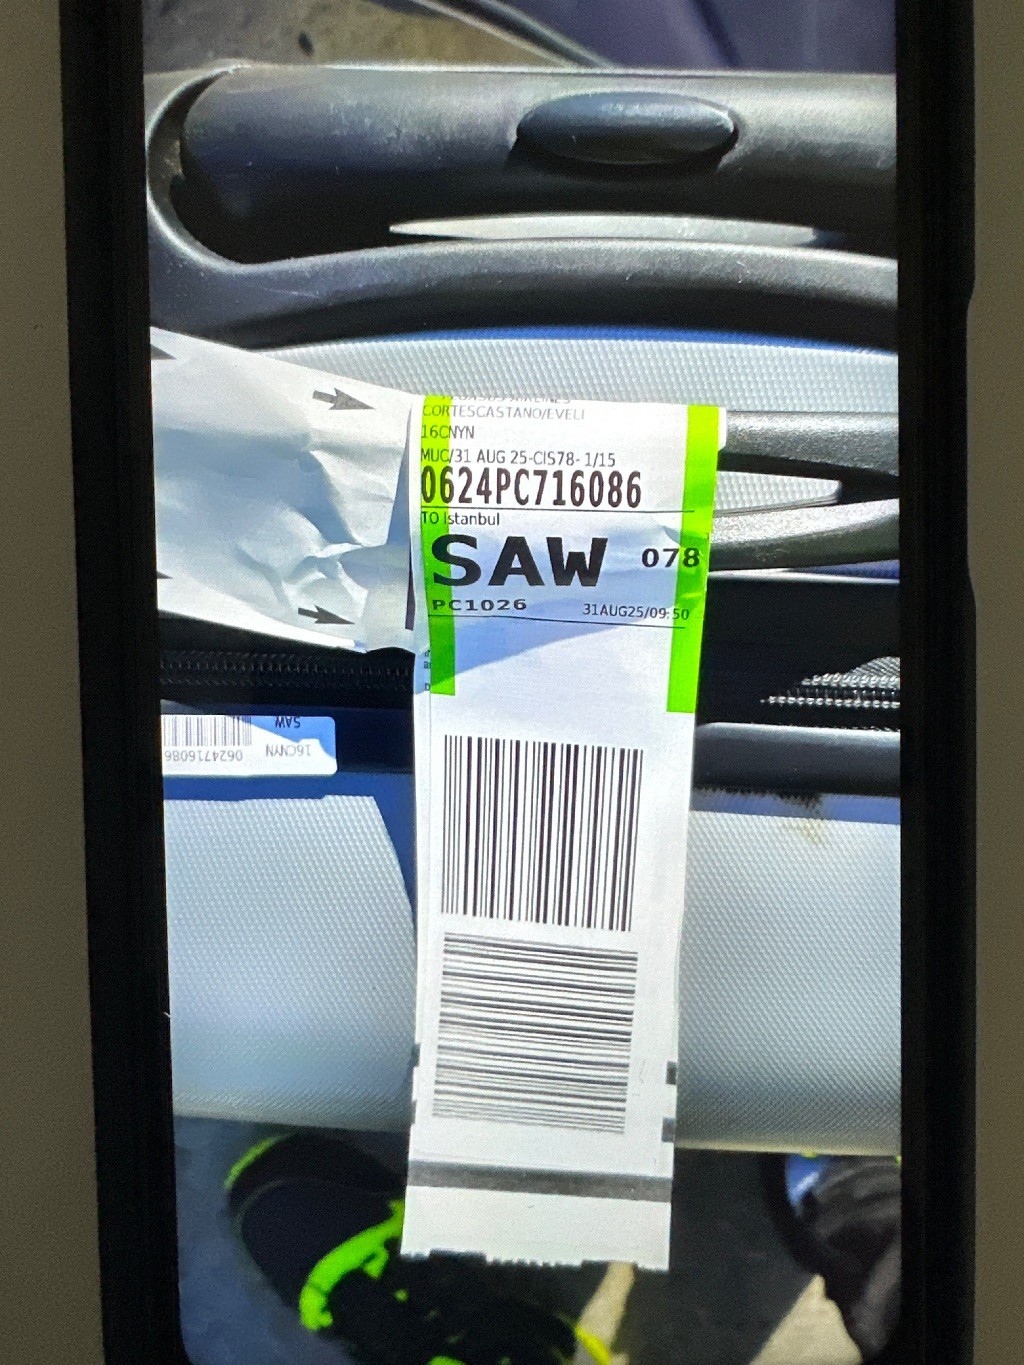 CORTESCASTANO/EVELI
16CNYN
MUC/31 AUG 25-CIS78- 1/15
0624PC716086
TO Istanbul
SAW 078
PC1026 31AUG25/09:50
SAW
16CNYN
0624716086